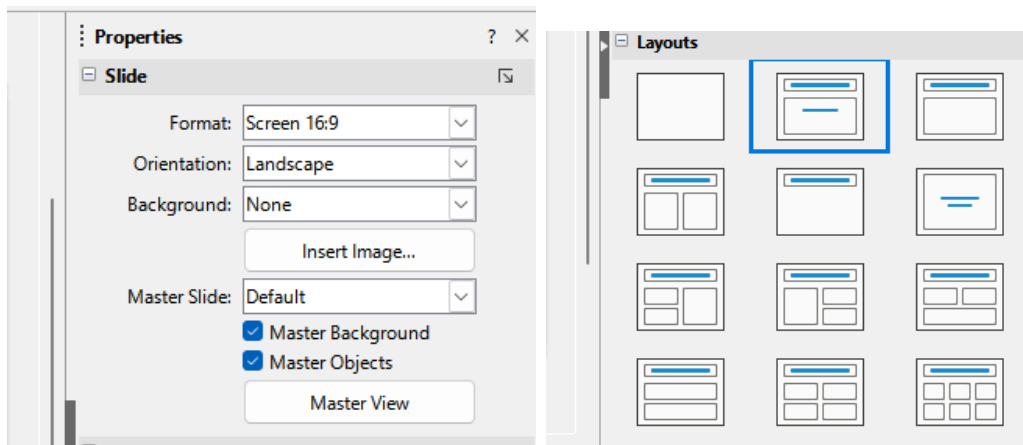 Properties
?
Slide
Format: Screen 16:9
Orientation: Landscape
Background: None
Insert Image...
Master Slide: Default
Master Background
Master Objects
Master View
Layouts